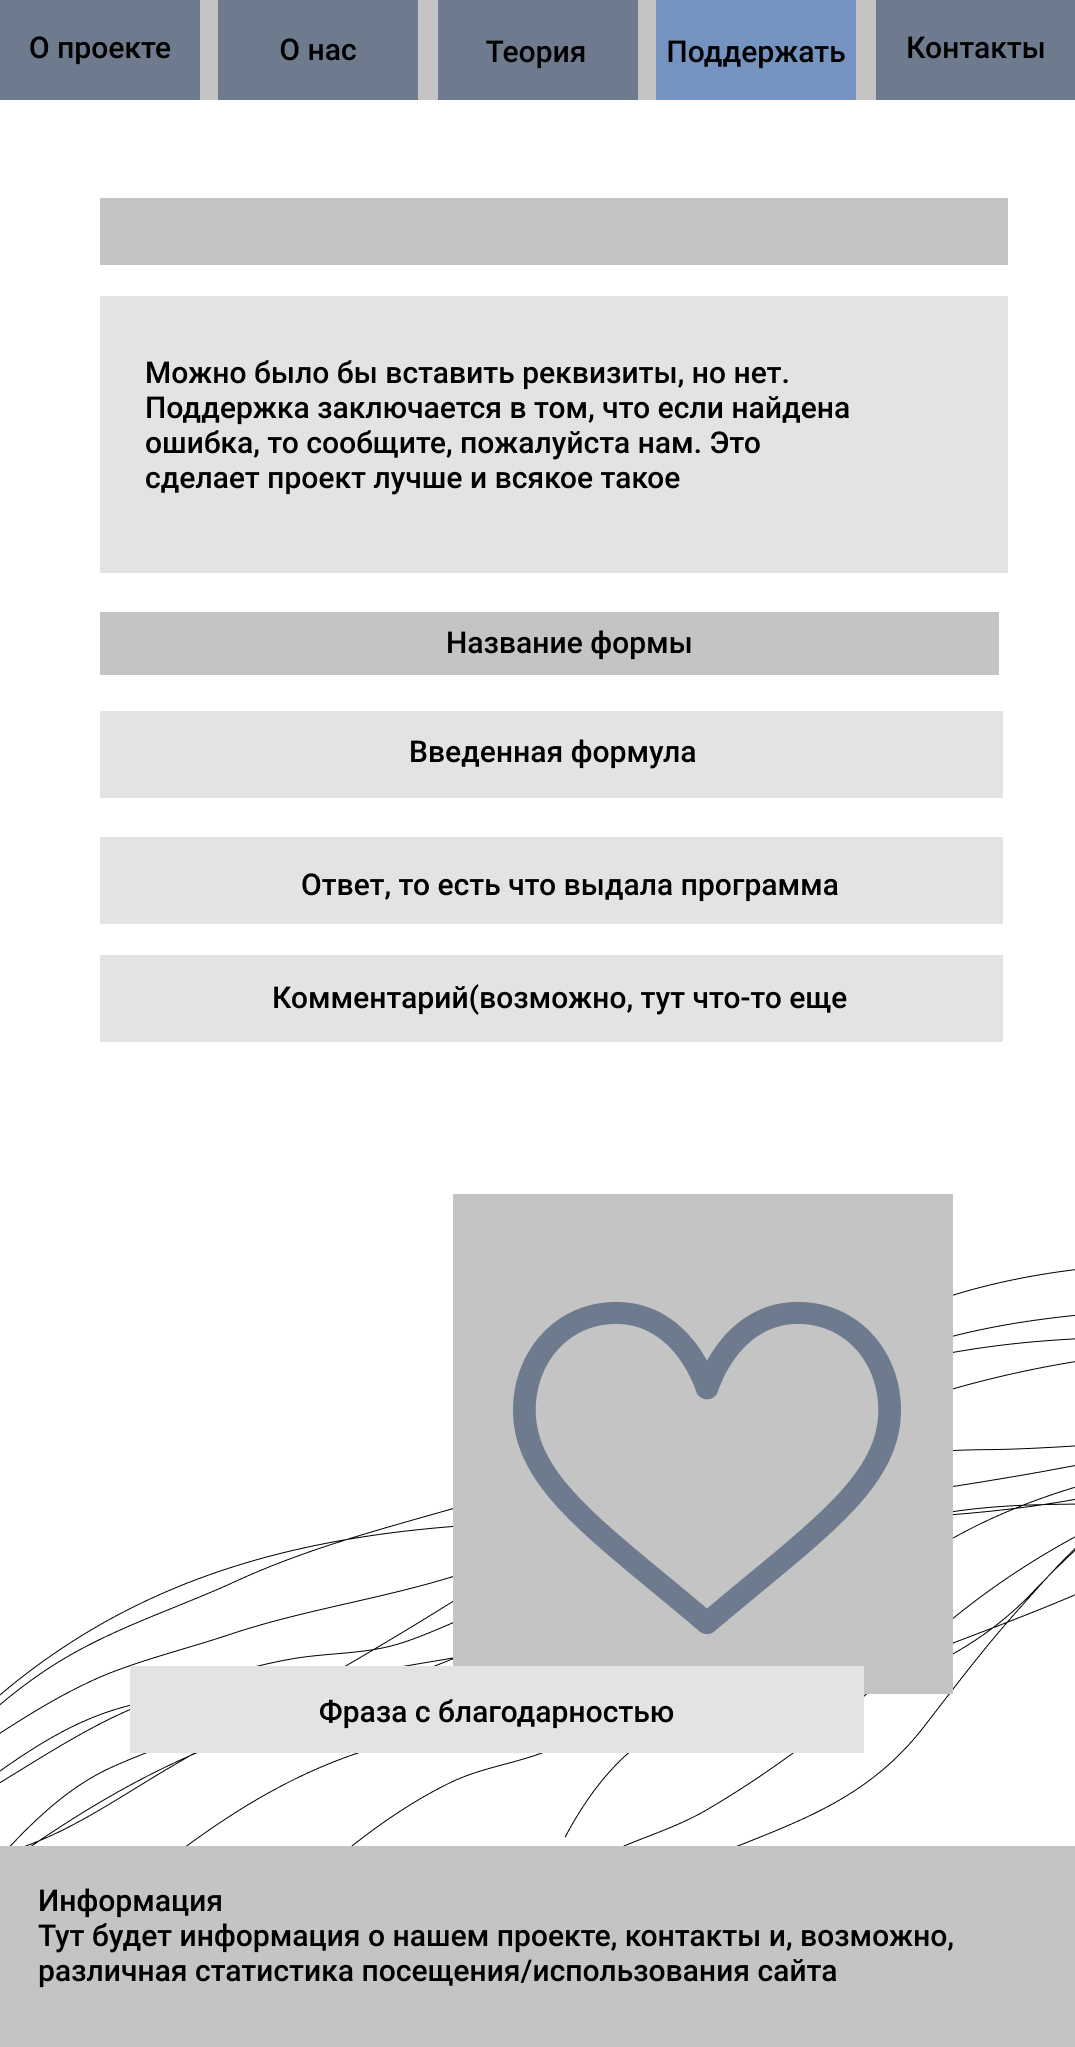 О проекте
О нас
Теория
Поддержать
Контакты
Можно было бы вставить реквизиты, но нет.
Поддержка заключается в том, что если найдена
ошибка, то сообщите, пожалуйста нам. Это
сделает проект лучше и всякое такое
Название формы
Введенная формула
Ответ, то есть что выдала программа
Комментарий(возможно, тут что-то еще
Фраза с благодарностью
Информация
Тут будет информация о нашем проекте, контакты и, возможно,
различная статистика посещения/использования сайта